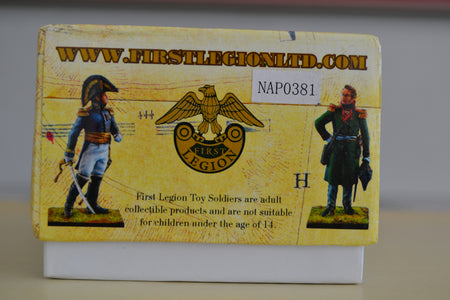 WWW.FIRSTLEGIONLTD.COM
NAP0381
FIRST
LEGION
H
First Legion Toy Soldiers are adult
collectible products and are not suitable
for children under the age of 14.